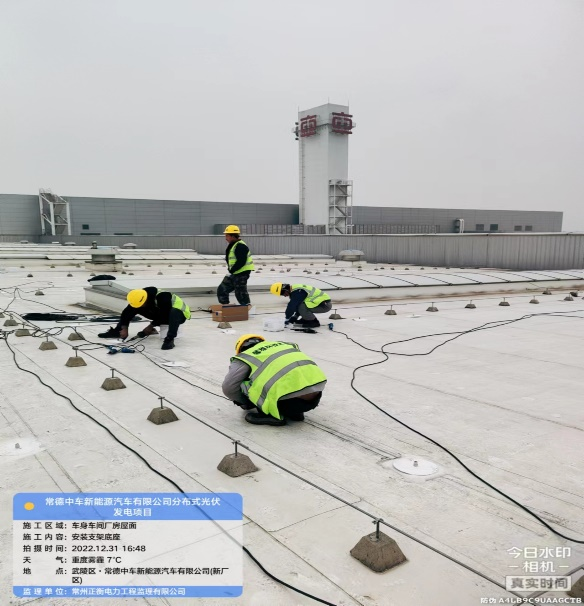 常德中车新能源汽车有限公司分布式光伏
发电项目
施工区域：车身车间厂房屋面
施工内容：安装支架底座
拍摄时间：2022.12.31 16:48
天 气：重度雾霾 7℃
地 点：武陵区·常德中车新能源汽车有限公司(新厂
区)
监理单位：常州正衡电力工程监理有限公司
今日水印
相机
真实时间
防伪 A4LB9C9UAAGCTB